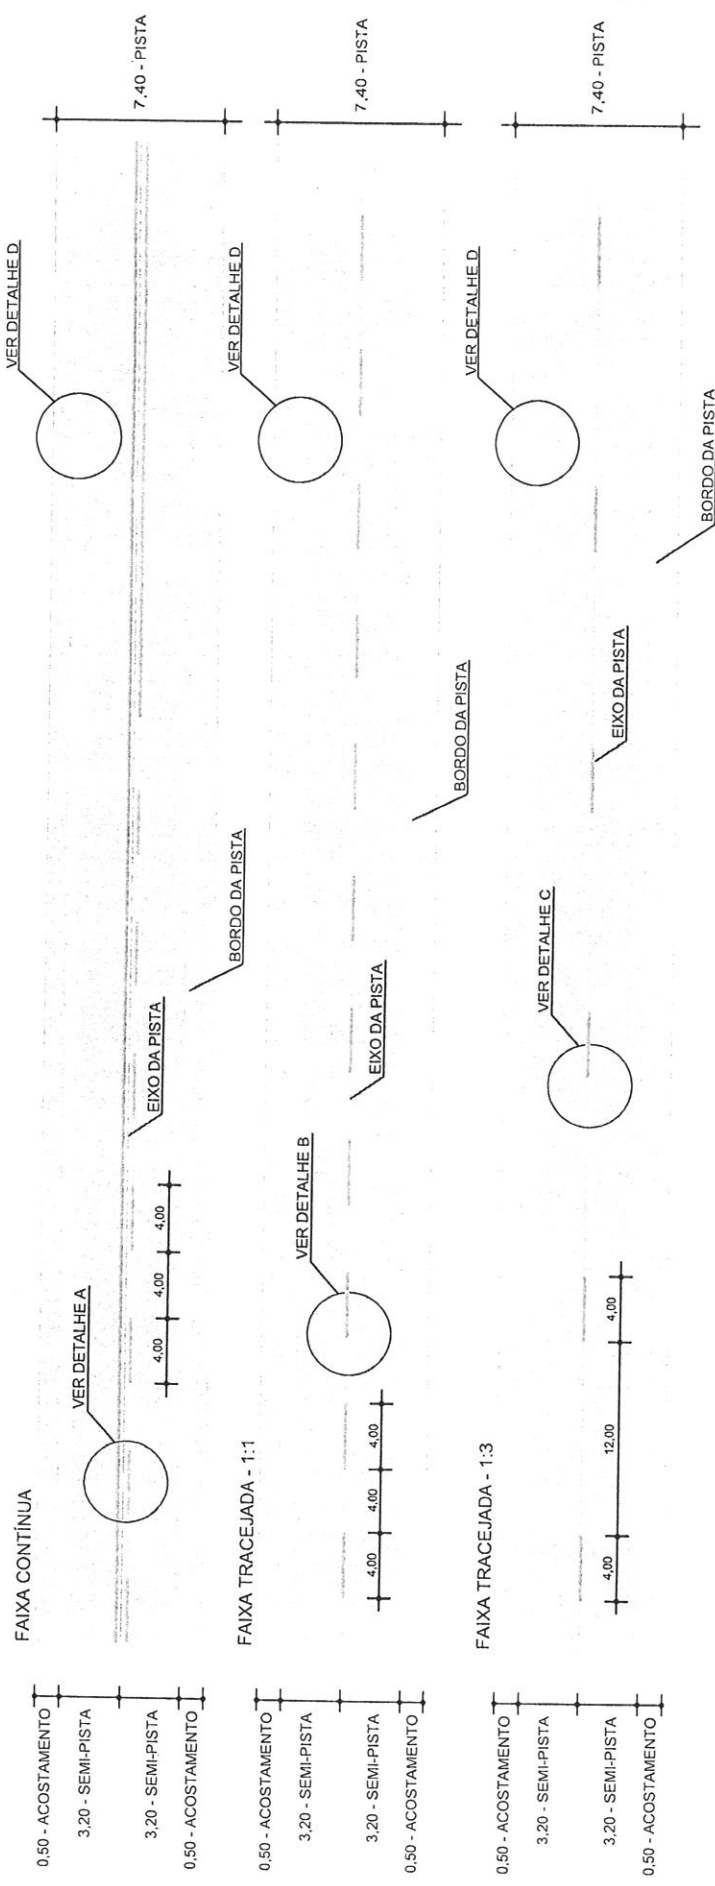 FAIXA CONTÍNUA
0,50 - ACOSTAMENTO
3,20 - SEMI-PISTA
3,20 - SEMI-PISTA
0,50 - ACOSTAMENTO
VER DETALHE A
4,00
4,00
4,00
EIXO DA PISTA
BORDO DA PISTA
VER DETALHE D
7,40 - PISTA
FAIXA TRACEJADA - 1:1
0,50 - ACOSTAMENTO
3,20 - SEMI-PISTA
3,20 - SEMI-PISTA
0,50 - ACOSTAMENTO
4,00
4,00
4,00
VER DETALHE B
EIXO DA PISTA
BORDO DA PISTA
VER DETALHE D
7,40 - PISTA
FAIXA TRACEJADA - 1:3
0,50 - ACOSTAMENTO
3,20 - SEMI-PISTA
3,20 - SEMI-PISTA
0,50 - ACOSTAMENTO
4,00
12,00
4,00
VER DETALHE C
EIXO DA PISTA
BORDO DA PISTA
VER DETALHE D
7,40 - PISTA